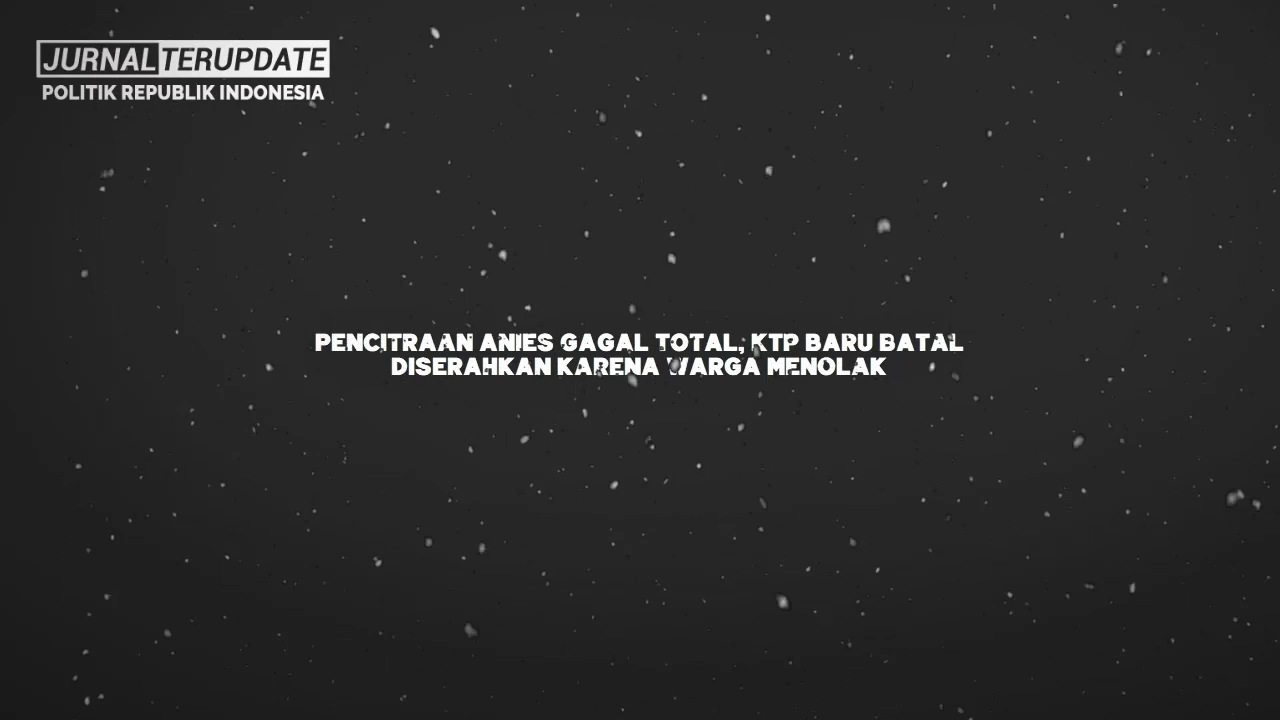 JURNALTERUPDATE
POLITIK REPUBLIK INDONESIA
PENCITRAAN ANIES GAGAL TOTAL, KTP BARU BATAL
DISERAHKAN KARENA WARGA MENOLAK